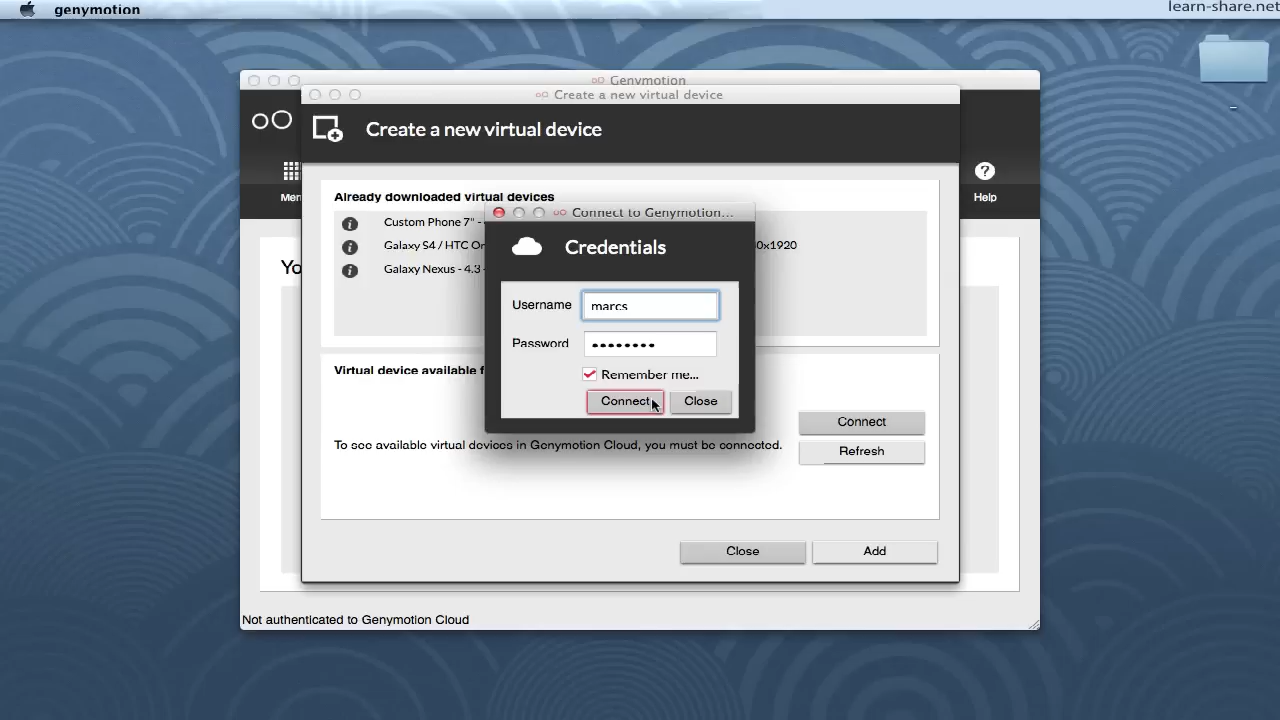 genymotion
learn-share.net
Genymotion
Create a new virtual device
Create a new virtual device
Help
Already downloaded virtual devices
Custom Phone 7" -
Galaxy S4 / HTC On
0x1920
Galaxy Nexus - 4.3 -
Yo
Connect to Genymotion...
Credentials
Username
marcs
Password
••••••••
Remember me...
Connect
Close
Virtual device available f
To see available virtual devices in Genymotion Cloud, you must be connected.
Connect
Refresh
Close
Add
Not authenticated to Genymotion Cloud